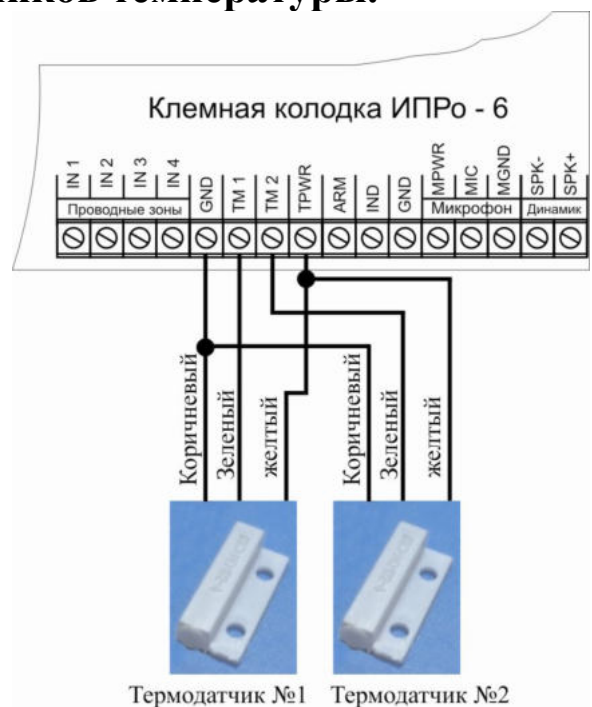 температуры.
Клемная колодка ИПРо - 6
IN 1 IN 2 IN 3 IN 4 GND TM 1 TM 2 TPWR ARM IND GND MPWR MIC MGND SPK- SPK+
Проводные зоны Микрофон Динамик
Коричневый Зеленый желтый Коричневый Зеленый желтый
Термодатчик №1 Термодатчик №2